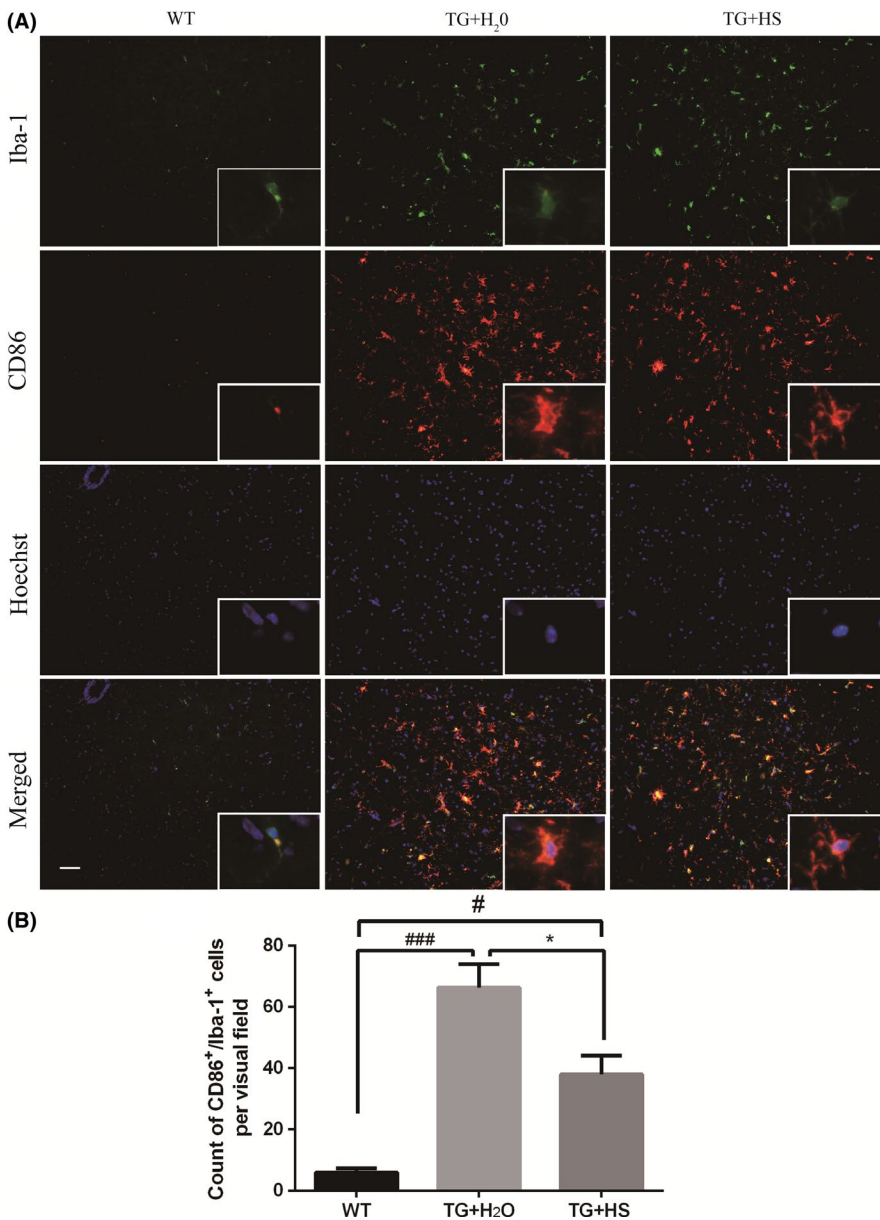 (A)
WT TG+H₂0 TG+HS
Iba-1
CD86
Hoechst
Merged
(B)
#
### *
Count of CD86⁺/Iba-1⁺ cells
per visual field
80
60
40
20
0
WT TG+H₂O TG+HS